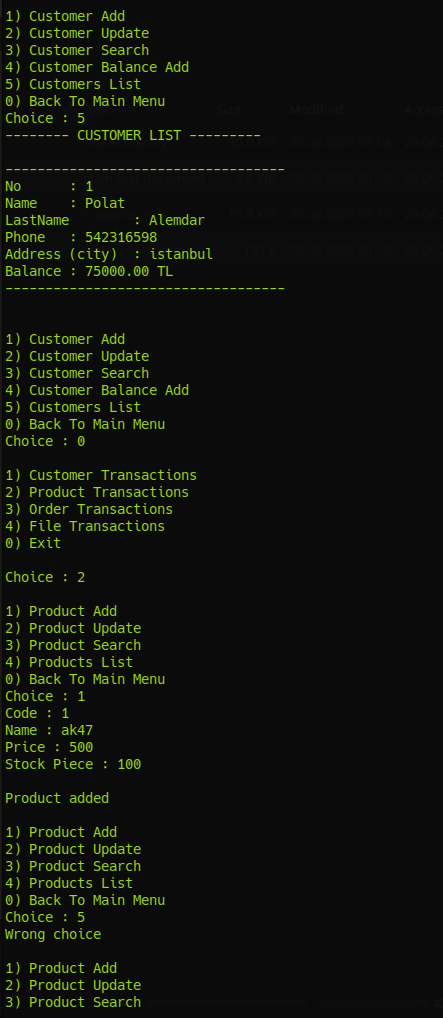 1) Customer Add
2) Customer Update
3) Customer Search
4) Customer Balance Add
5) Customers List
0) Back To Main Menu
Choice : 5
-------- CUSTOMER LIST ---------
-----------------------------------
No      : 1
Name    : Polat
LastName        : Alemdar
Phone   : 542316598
Address (city)  : istanbul
Balance : 75000.00 TL
-----------------------------------
1) Customer Add
2) Customer Update
3) Customer Search
4) Customer Balance Add
5) Customers List
0) Back To Main Menu
Choice : 0
1) Customer Transactions
2) Product Transactions
3) Order Transactions
4) File Transactions
0) Exit
Choice : 2
1) Product Add
2) Product Update
3) Product Search
4) Products List
0) Back To Main Menu
Choice : 1
Code : 1
Name : ak47
Price : 500
Stock Piece : 100
Product added
1) Product Add
2) Product Update
3) Product Search
4) Products List
0) Back To Main Menu
Choice : 5
Wrong choice
1) Product Add
2) Product Update
3) Product Search